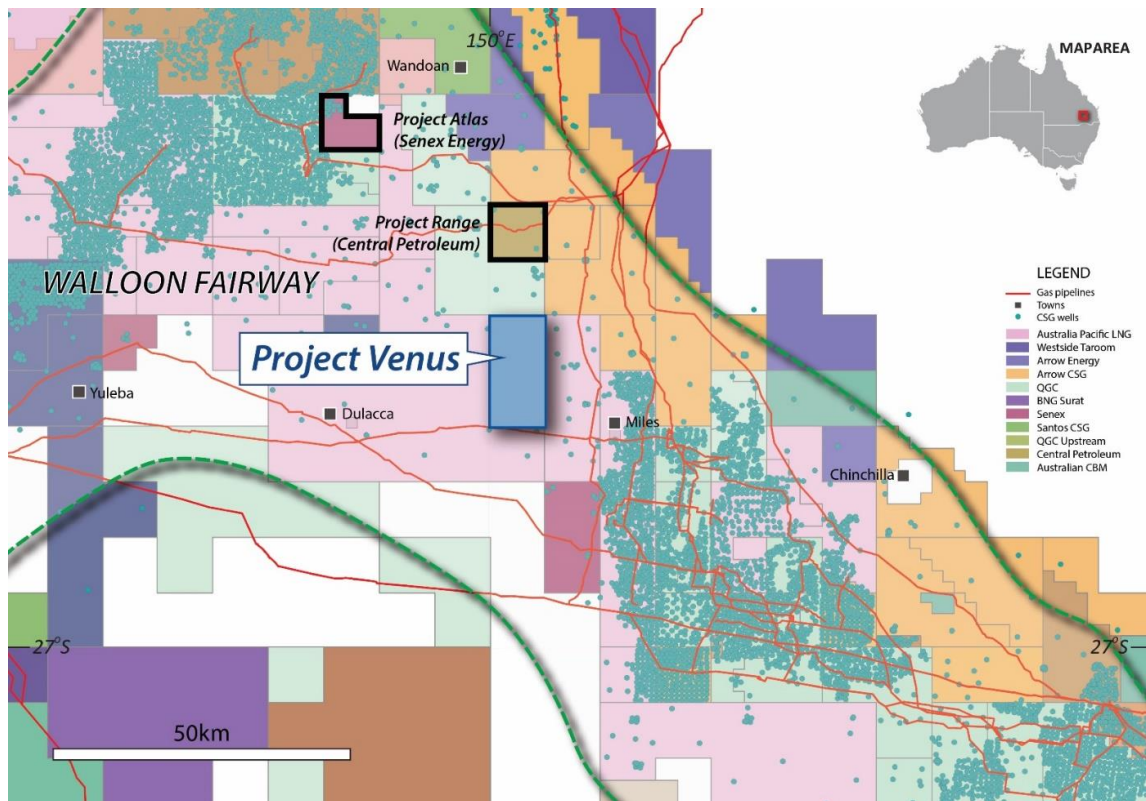 150°E
MAPAREA
Wandoan
Project Atlas
(Senex Energy)
Project Range
(Central Petroleum)
WALLOON FAIRWAY
LEGEND
Gas pipelines
Towns
CSG wells
Australia Pacific LNG
Westside Taroom
Arrow Energy
Arrow CSG
QGC
BNG Surat
Senex
Santos CSG
QGC Upstream
Central Petroleum
Australian CBM
Project Venus
Yuleba
Dulacca
Miles
Chinchilla
27°S
27°S
50km